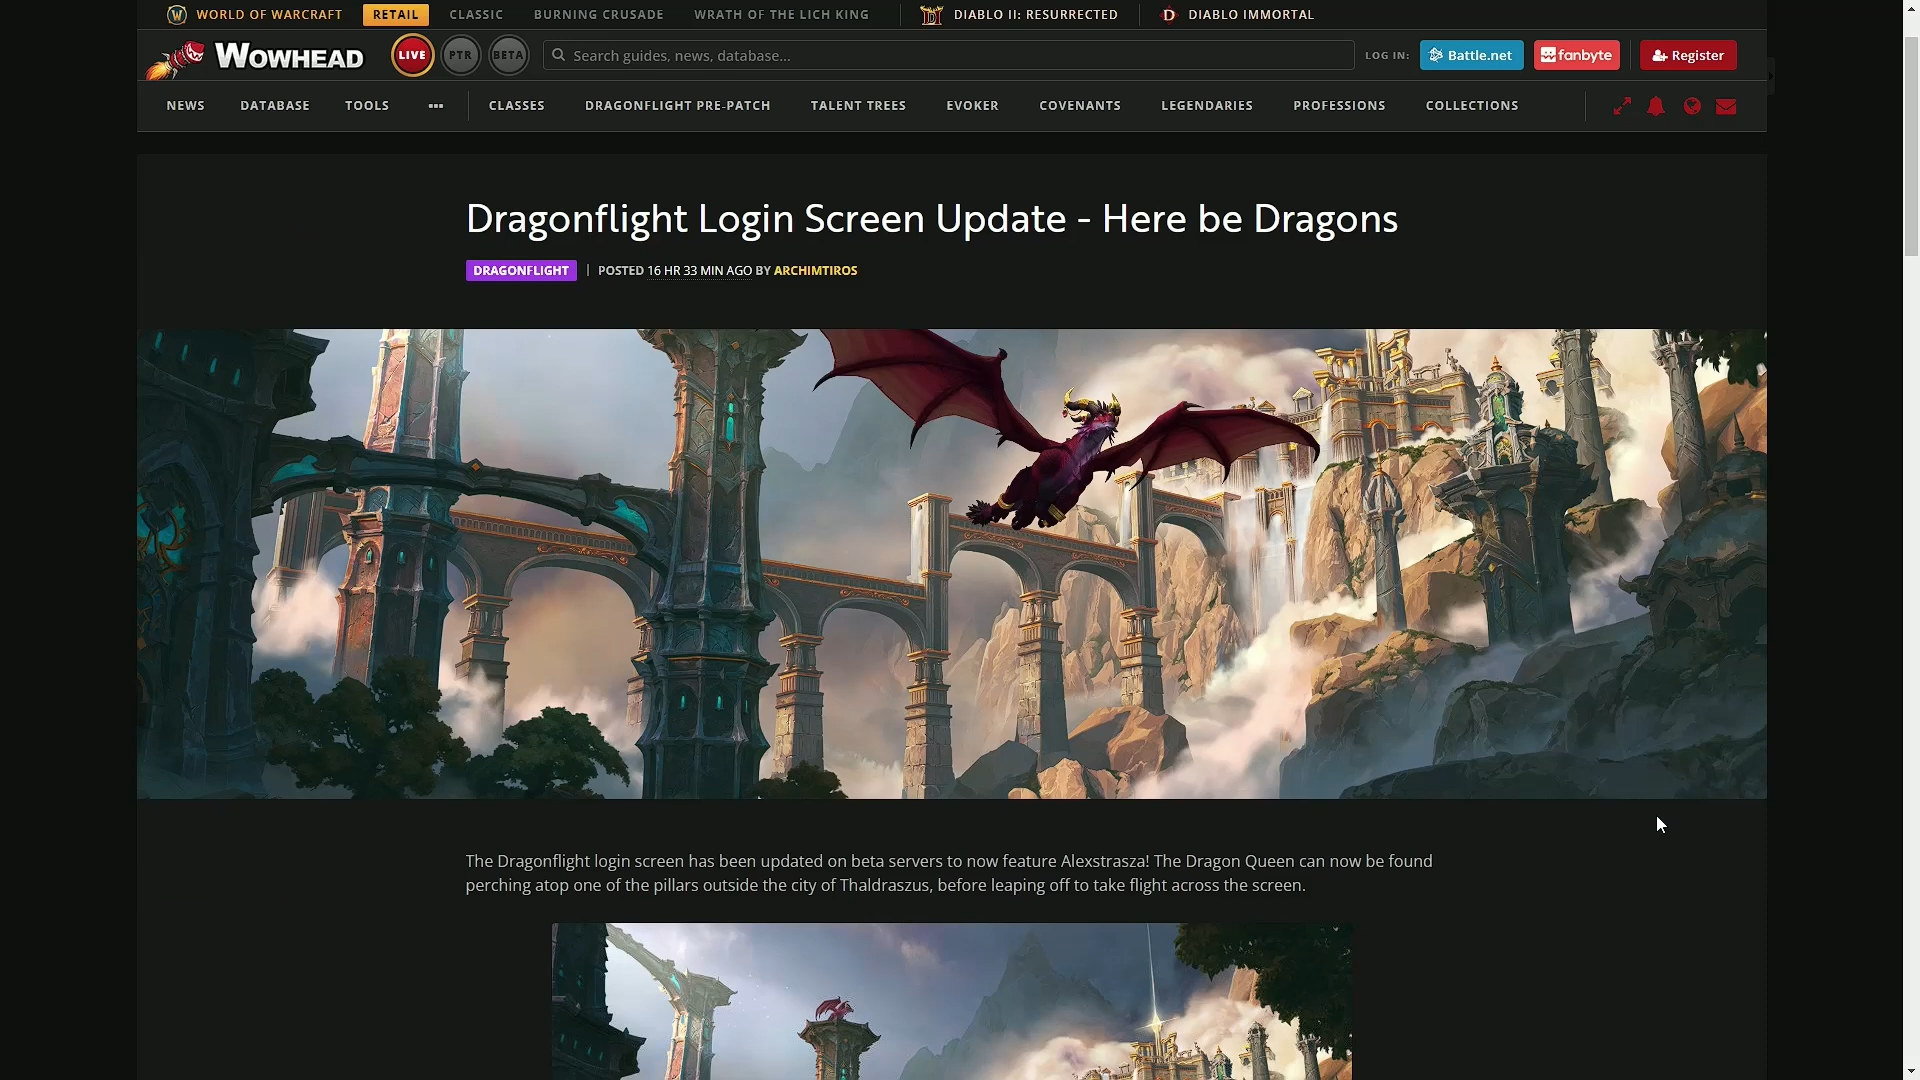 WORLD OF WARCRAFT RETAIL CLASSIC BURNING CRUSADE WRATH OF THE LICH KING DIABLO II: RESURRECTED DIABLO IMMORTAL
WOWHEAD LIVE PTR BETA Search guides, news, database... LOG IN: Battle.net fanbyte Register
NEWS DATABASE TOOLS ••• CLASSES DRAGONFLIGHT PRE-PATCH TALENT TREES EVOKER COVENANTS LEGENDARIES PROFESSIONS COLLECTIONS
Dragonflight Login Screen Update - Here be Dragons
DRAGONFLIGHT | POSTED 16 HR 33 MIN AGO BY ARCHIMTIROS
The Dragonflight login screen has been updated on beta servers to now feature Alexstrasza! The Dragon Queen can now be found
perching atop one of the pillars outside the city of Thaldraszus, before leaping off to take flight across the screen.